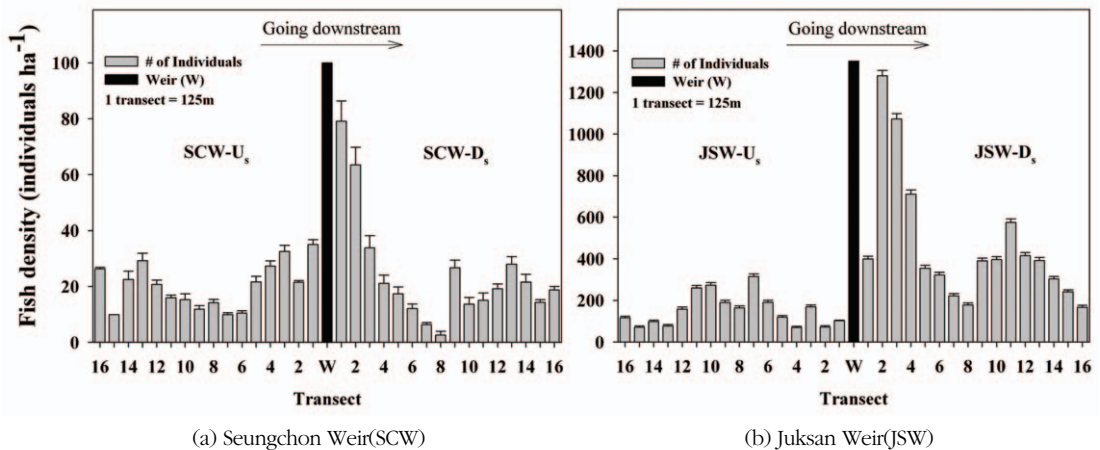 Fish density (individuals ha⁻¹)
Going downstream
# of Individuals
Weir (W)
1 transect = 125m
SCW-Uₛ
SCW-Dₛ
100
80
60
40
20
0
16 14 12 10 8 6 4 2 W 2 4 6 8 10 12 14 16
Transect
(a) Seungchon Weir(SCW)
Going downstream
# of Individuals
Weir (W)
1 transect = 125m
JSW-Uₛ
JSW-Dₛ
1400
1200
1000
800
600
400
200
0
16 14 12 10 8 6 4 2 W 2 4 6 8 10 12 14 16
Transect
(b) Juksan Weir(JSW)